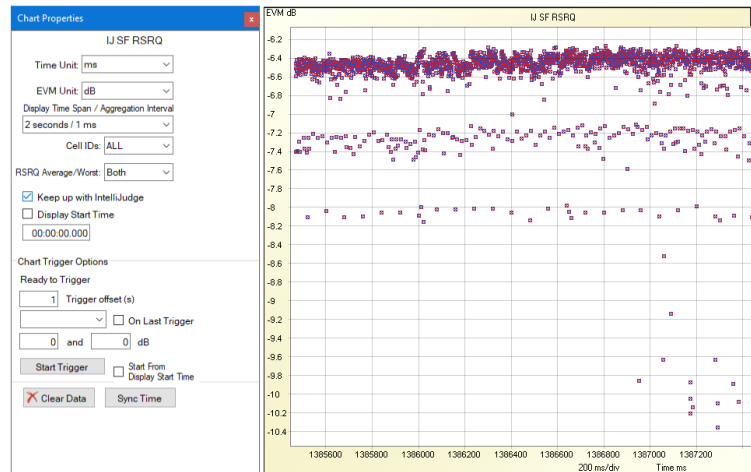 Chart Properties
x
IJ SF RSRQ
Time Unit: ms
EVM Unit: dB
Display Time Span / Aggregation Interval
2 seconds / 1 ms
Cell IDs: ALL
RSRQ Average/Worst: Both
Keep up with IntelliJudge
Display Start Time
00:00:00.000
Chart Trigger Options
Ready to Trigger
1 Trigger offset (s)
On Last Trigger
0 and 0 dB
Start Trigger
Start From
Display Start Time
Clear Data
Sync Time
EVM dB
IJ SF RSRQ
-6.2
-6.4
-6.6
-6.8
-7
-7.2
-7.4
-7.6
-7.8
-8
-8.2
-8.4
-8.6
-8.8
-9
-9.2
-9.4
-9.6
-9.8
-10
-10.2
-10.4
1385600 1385800 1386000 1386200 1386400 1386600 1386800 1387000 1387200
200 ms/div Time ms